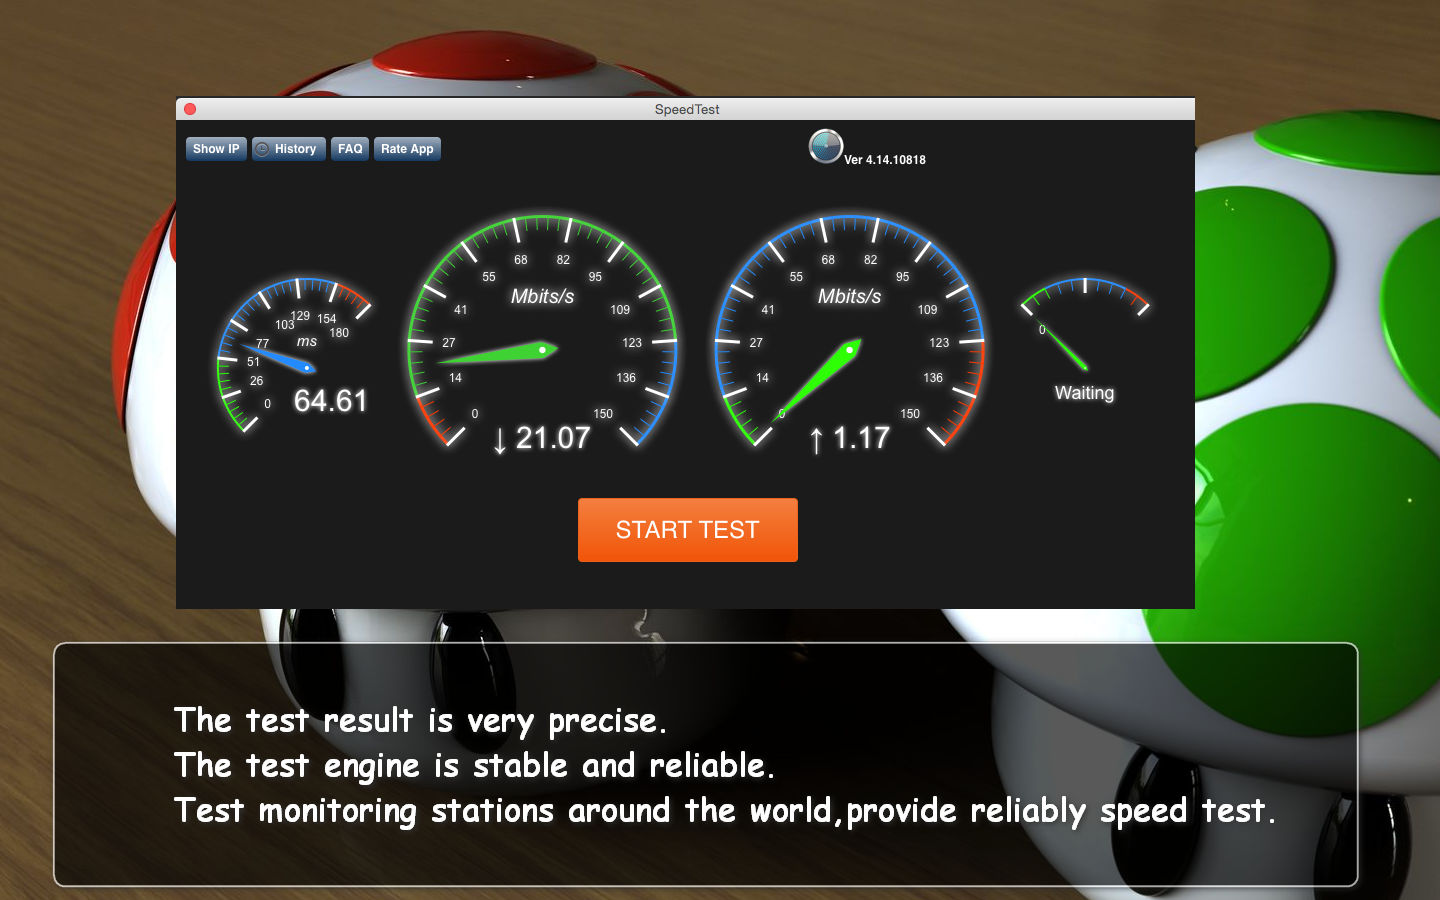 SpeedTest
Show IP
History
FAQ
Rate App
Ver 4.14.10818
0
26
51
77
103
129
154
180
ms
64.61
0
14
27
41
55
68
82
95
109
123
136
150
Mbits/s
↓ 21.07
0
14
27
41
55
68
82
95
109
123
136
150
Mbits/s
↑ 1.17
0
Waiting
START TEST
The test result is very precise.
The test engine is stable and reliable.
Test monitoring stations around the world,provide reliably speed test.